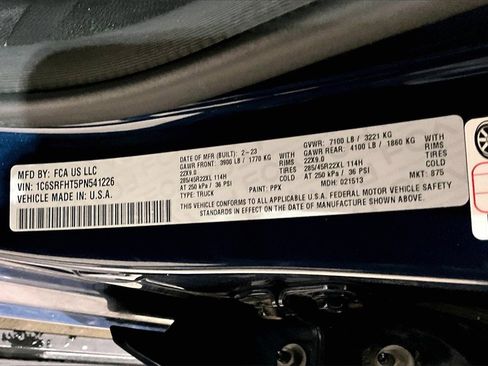 MFD BY: FCA US LLC
VIN: 1C6SRFHT5PN541226
VEHICLE MADE IN U.S.A.
DATE OF MFR (BUILT): 2-23
GAWR FRONT: 3900 LB / 1770 KG
22X9.0 WITH
285/45R22XL 114H RIMS
AT 250 kPa / 36 PSI TIRES
TYPE: TRUCK PAINT: PPX COLD
GVWR: 7100 LB / 3221 KG
GAWR REAR: 4100 LB / 1860 KG
22X9.0 WITH
285/45R22XL 114H RIMS
AT 250 kPa / 36 PSI TIRES
MDH: 021513 COLD
MKT: 875
THIS VEHICLE CONFORMS TO ALL APPLICABLE U.S.A. FEDERAL MOTOR VEHICLE SAFETY
STANDARDS IN EFFECT ON THE DATE OF MANUFACTURE SHOWN ABOVE.